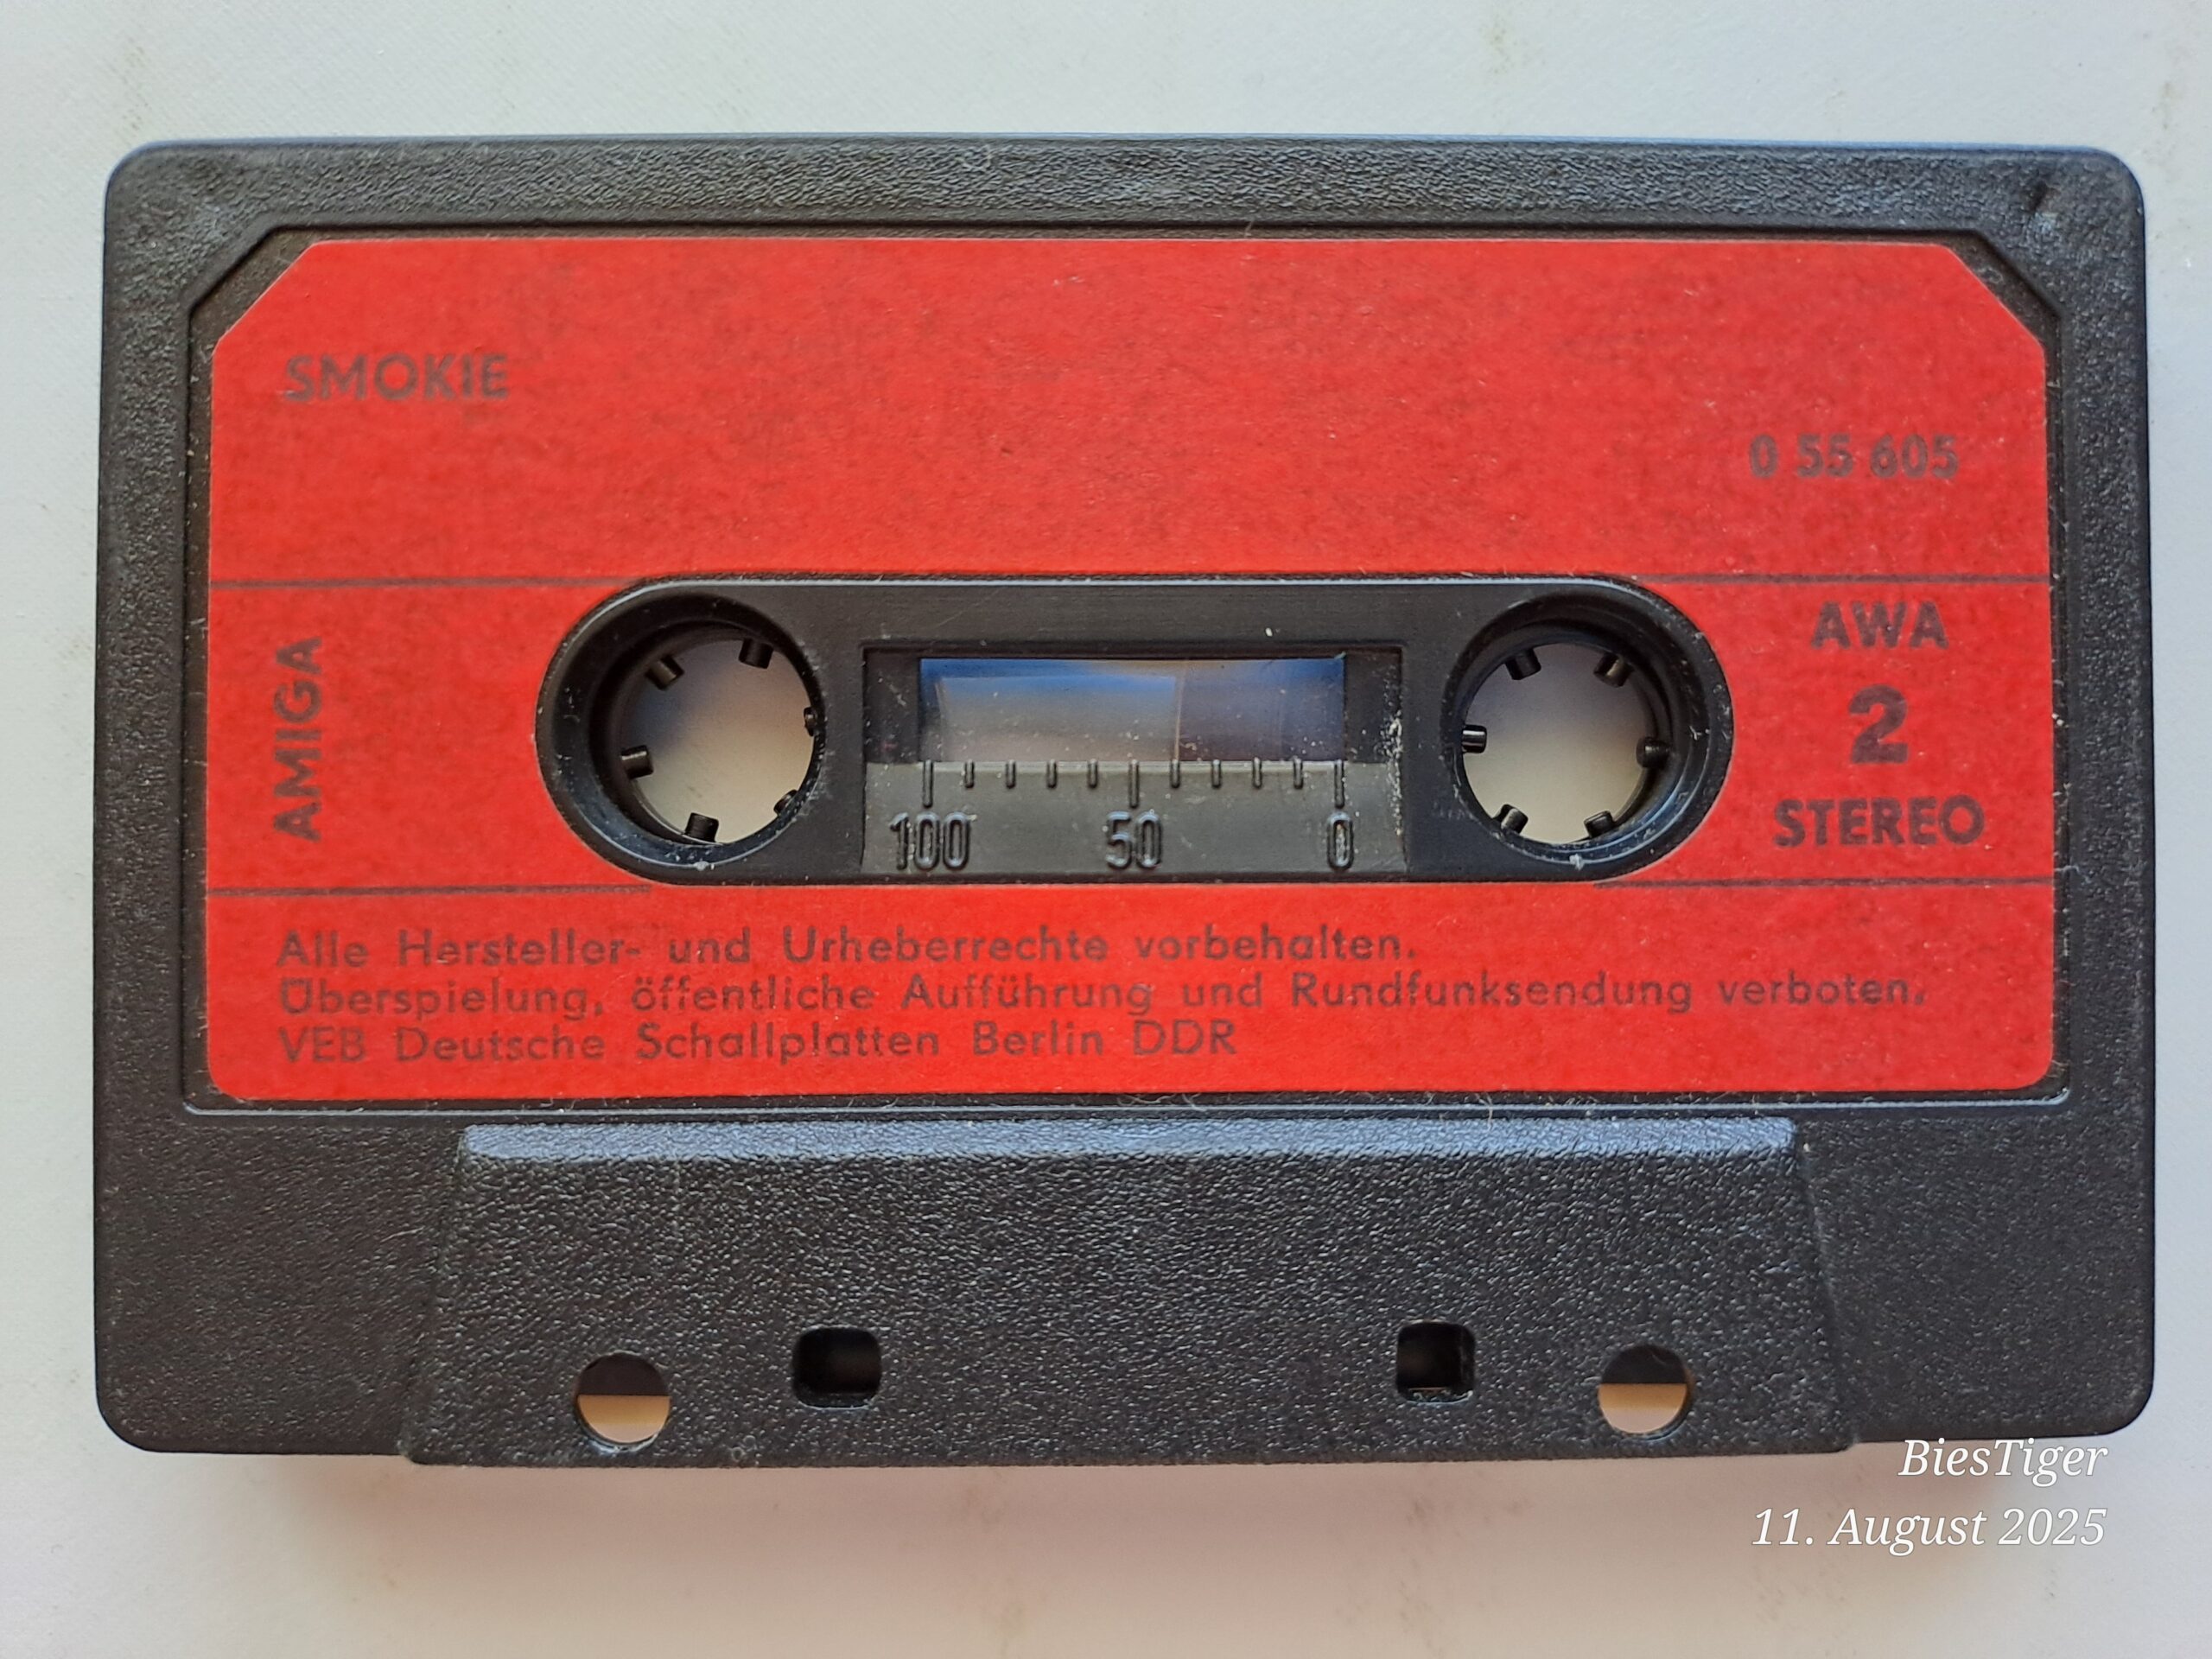 SMOKIE
0 55 605
AMIGA
AWA
2
STEREO
100 50 0
Alle Hersteller- und Urheberrechte vorbehalten.
Überspielung, öffentliche Aufführung und Rundfunksendung verboten.
VEB Deutsche Schallplatten Berlin DDR
BiesTiger
11. August 2025